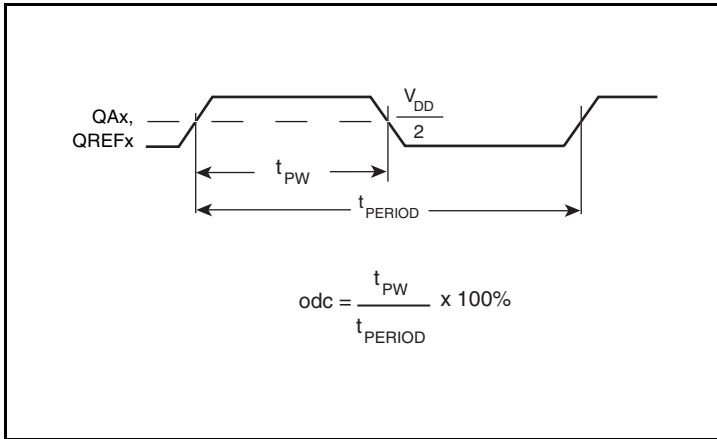 QAx,
QREFx
V_DD
2
t_PW
t_PERIOD
odc = t_PW / t_PERIOD x 100%